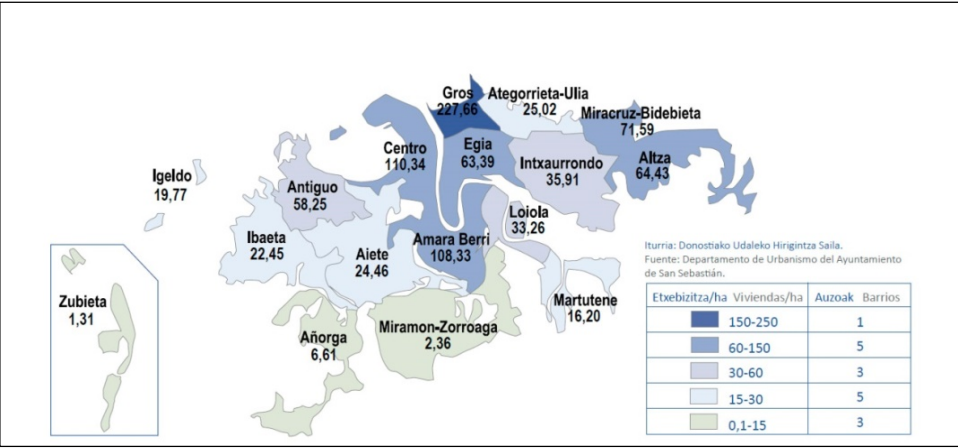 Gros
227,66
Ategorrieta-Ulia
25,02
Miracruz-Bidebieta
71,59
Centro
110,34
Egia
63,39
Intxaurrondo
35,91
Altza
64,43
Igeldo
19,77
Antiguo
58,25
Loiola
33,26
Ibaeta
22,45
Aiete
24,46
Amara Berri
108,33
Zubieta
1,31
Añorga
6,61
Miramon-Zorroaga
2,36
Martutene
16,20
Iturria: Donostiako Udaleko Hirigintza Saila.
Fuente: Departamento de Urbanismo del Ayuntamiento
de San Sebastián.
Etxebizitza/ha Viviendas/ha Auzoak Barrios
150-250 1
60-150 5
30-60 3
15-30 5
0,1-15 3